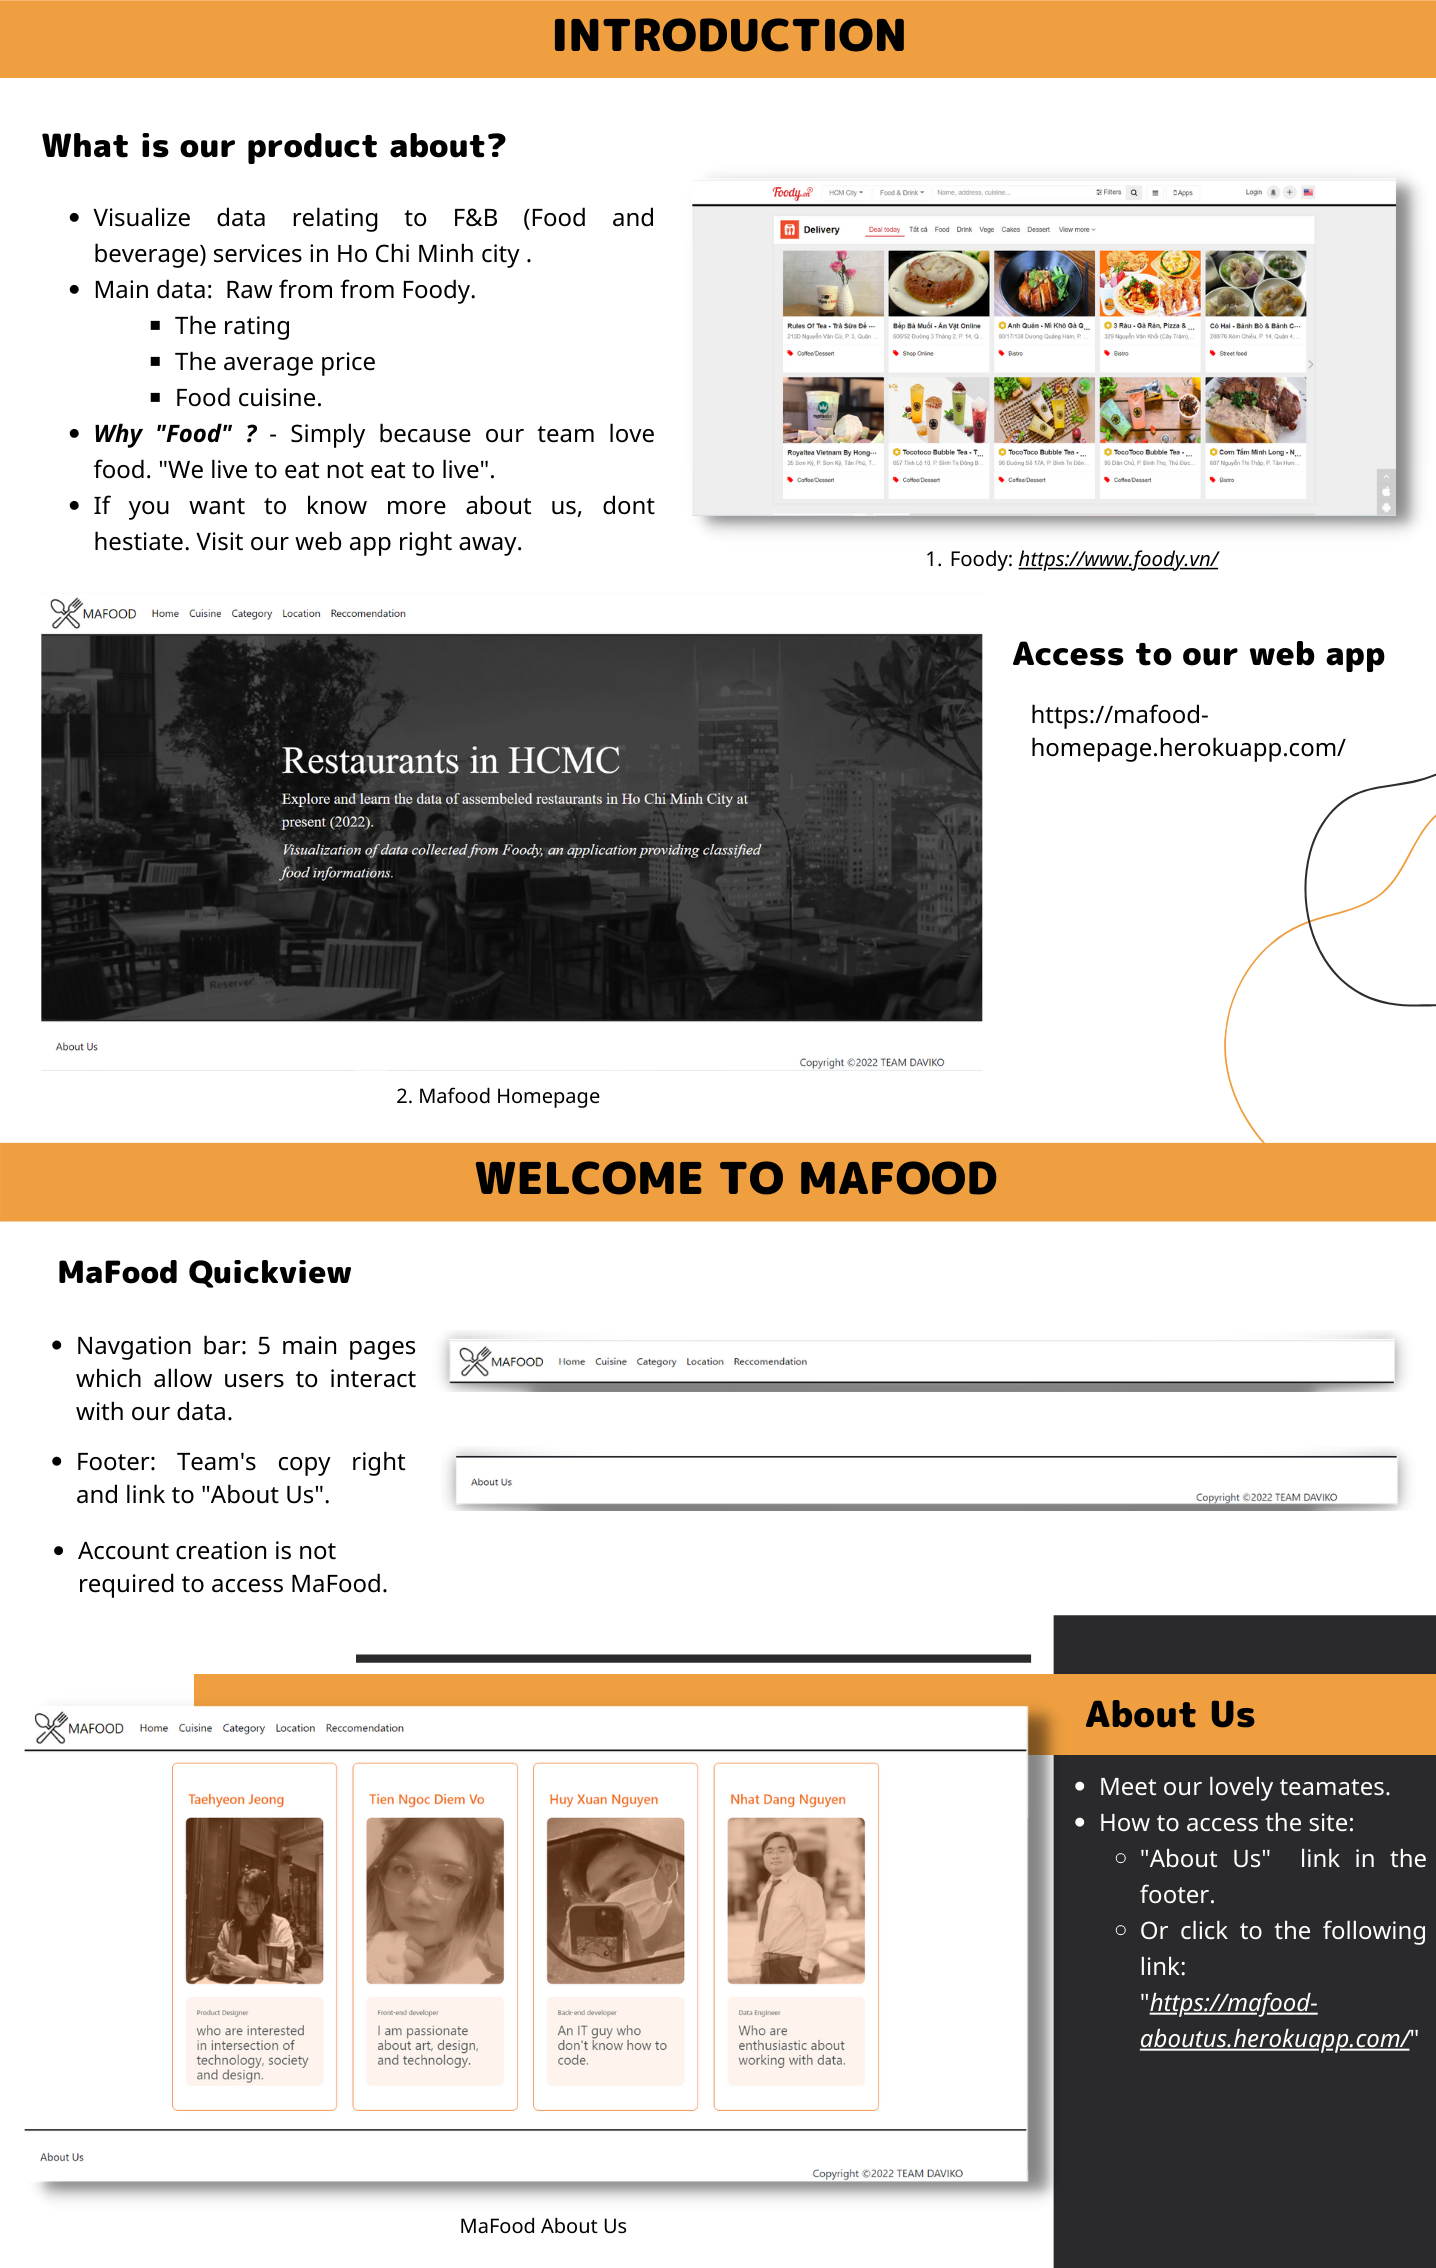 INTRODUCTION
What is our product about?
Visualize data relating to F&B (Food and
beverage) services in Ho Chi Minh city .
Main data:  Raw from from Foody.
The rating
The average price
Food cuisine.
Why "Food" ? - Simply because our team love
food. "We live to eat not eat to live".
If you want to know more about us, dont
hestiate. Visit our web app right away.
Foody.vn HCM City Food & Drink Name, address, cuisine... Filters Apps Login
Delivery Deal today Tất cả Food Drink Vege Cakes Dessert View more
Rules Of Tea - Trà Sữa Đề ...
Coffee/Dessert
Bếp Bà Muối - Ăn Vặt Online
Shop Online
Anh Quán - Mì Khô Gà Q...
Bistro
3 Râu - Gà Rán, Pizza & ...
Bistro
Cô Hai - Bánh Bò & Bánh C...
Street food
Royaltea Vietnam By Hong...
Coffee/Dessert
Tocotoco Bubble Tea - T...
Coffee/Dessert
TocoToco Bubble Tea - ...
Coffee/Dessert
TocoToco Bubble Tea - ...
Coffee/Dessert
Cơm Tấm Minh Long - N...
Bistro
1. Foody: https://www.foody.vn/
MAFOOD Home Cuisine Category Location Reccomendation
Restaurants in HCMC
Explore and learn the data of assembeled restaurants in Ho Chi Minh City at
present (2022).
Visualization of data collected from Foody, an application providing classified
food informations.
Reserved
About Us
Copyright ©2022 TEAM DAVIKO
2. Mafood Homepage
Access to our web app
https://mafood-
homepage.herokuapp.com/
WELCOME TO MAFOOD
MaFood Quickview
Navgation bar: 5 main pages
which allow users to interact
with our data.
MAFOOD Home Cuisine Category Location Reccomendation
Footer: Team's copy right
and link to "About Us".
About Us
Copyright ©2022 TEAM DAVIKO
Account creation is not
required to access MaFood.
MAFOOD Home Cuisine Category Location Reccomendation
Taehyeon Jeong
Product Designer
who are interested
in intersection of
technology, society
and design.
Tien Ngoc Diem Vo
Front-end developer
I am passionate
about art, design,
and technology.
Huy Xuan Nguyen
Back-end developer
An IT guy who
don't know how to
code.
Nhat Dang Nguyen
Data Engineer
Who are
enthusiastic about
working with data.
About Us
Copyright ©2022 TEAM DAVIKO
MaFood About Us
About Us
Meet our lovely teamates.
How to access the site:
"About Us"  link in the
footer.
Or click to the following
link:
"https://mafood-
aboutus.herokuapp.com/"